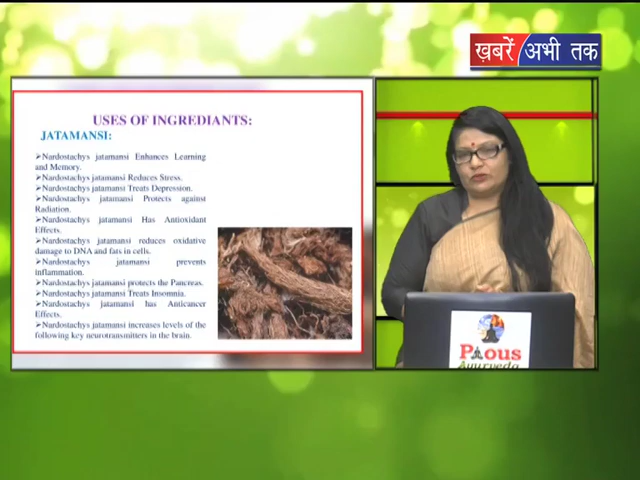 ख़बरें अभी तक
USES OF INGREDIANTS:
JATAMANSI:
➢Nardostachys jatamansi Enhances Learning
and Memory.
➢Nardostachys jatamansi Reduces Stress.
➢Nardostachys jatamansi Treats Depression.
➢Nardostachys jatamansi Protects against
Radiation.
➢Nardostachys jatamansi Has Antioxidant
Effects.
➢Nardostachys jatamansi reduces oxidative
damage to DNA and fats in cells.
➢Nardostachys jatamansi prevents
inflammation.
➢Nardostachys jatamansi protects the Pancreas.
➢Nardostachys jatamansi Treats Insomnia.
➢Nardostachys jatamansi has Anticancer
Effects.
➢Nardostachys jatamansi increases levels of the
following key neurotransmitters in the brain.
Pious
Ayurveda